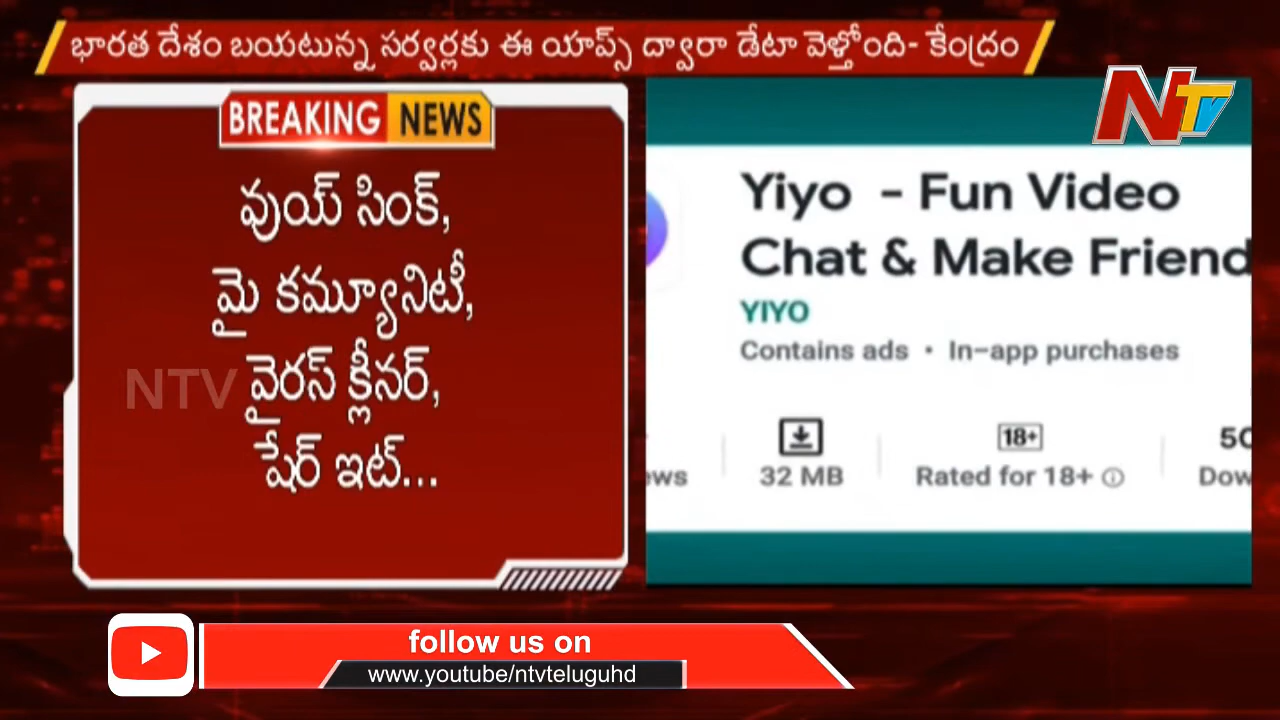 భారత దేశం బయటున్న సర్వర్లకు ఈ యాప్స్ ద్వారా డేటా వెళ్తోంది- కేంద్రం
NTV
BREAKING NEWS
వుయ్ సింక్,
మై కమ్యూనిటీ,
వైరస్ క్లీనర్,
షేర్ ఇట్...
NTV
Yiyo - Fun Video
Chat & Make Friend
YIYO
Contains ads • In-app purchases
18+
32 MB
Rated for 18+
follow us on
www.youtube/ntvteluguhd